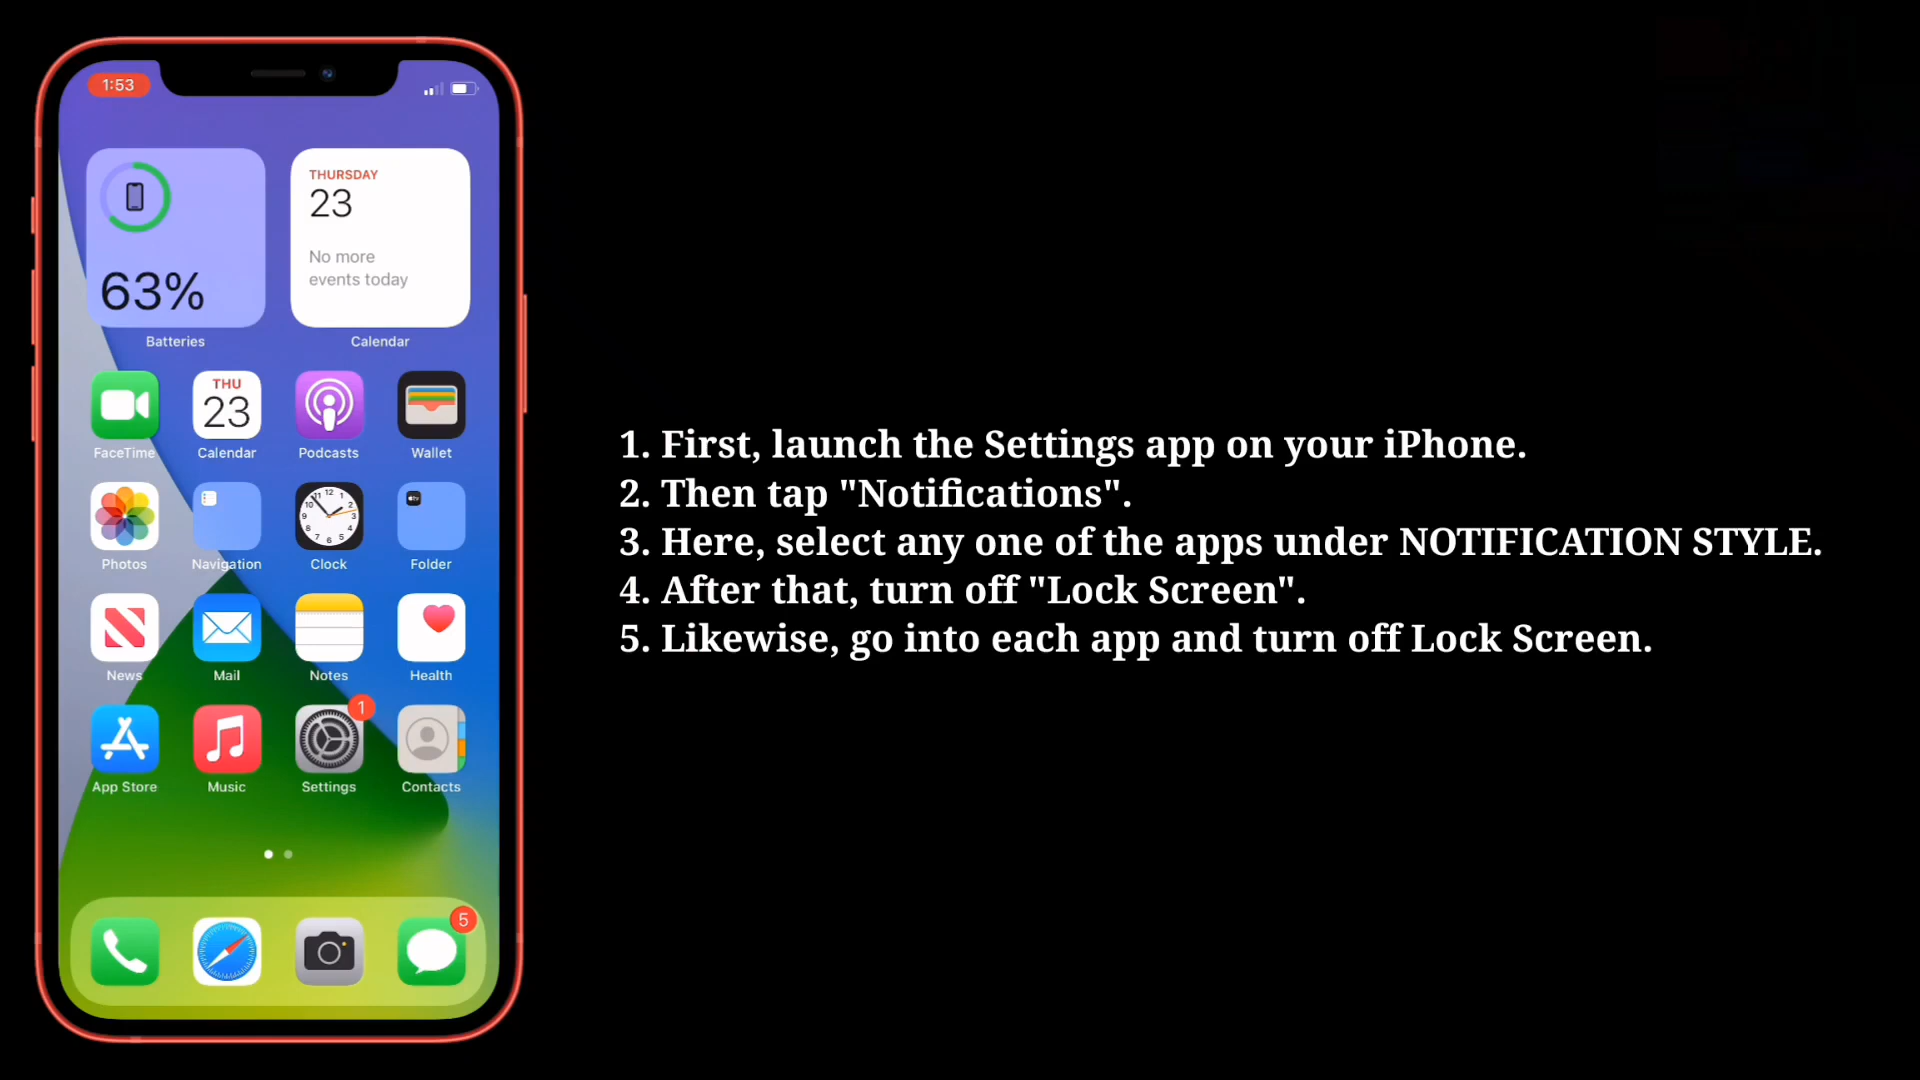 1:53
THURSDAY
23
No more
events today
63%
Batteries
Calendar
THU
23
FaceTime
Calendar
Podcasts
Wallet
Photos
Navigation
Clock
Folder
News
Mail
Notes
Health
1
App Store
Music
Settings
Contacts
5
1. First, launch the Settings app on your iPhone.
2. Then tap "Notifications".
3. Here, select any one of the apps under NOTIFICATION STYLE.
4. After that, turn off "Lock Screen".
5. Likewise, go into each app and turn off Lock Screen.